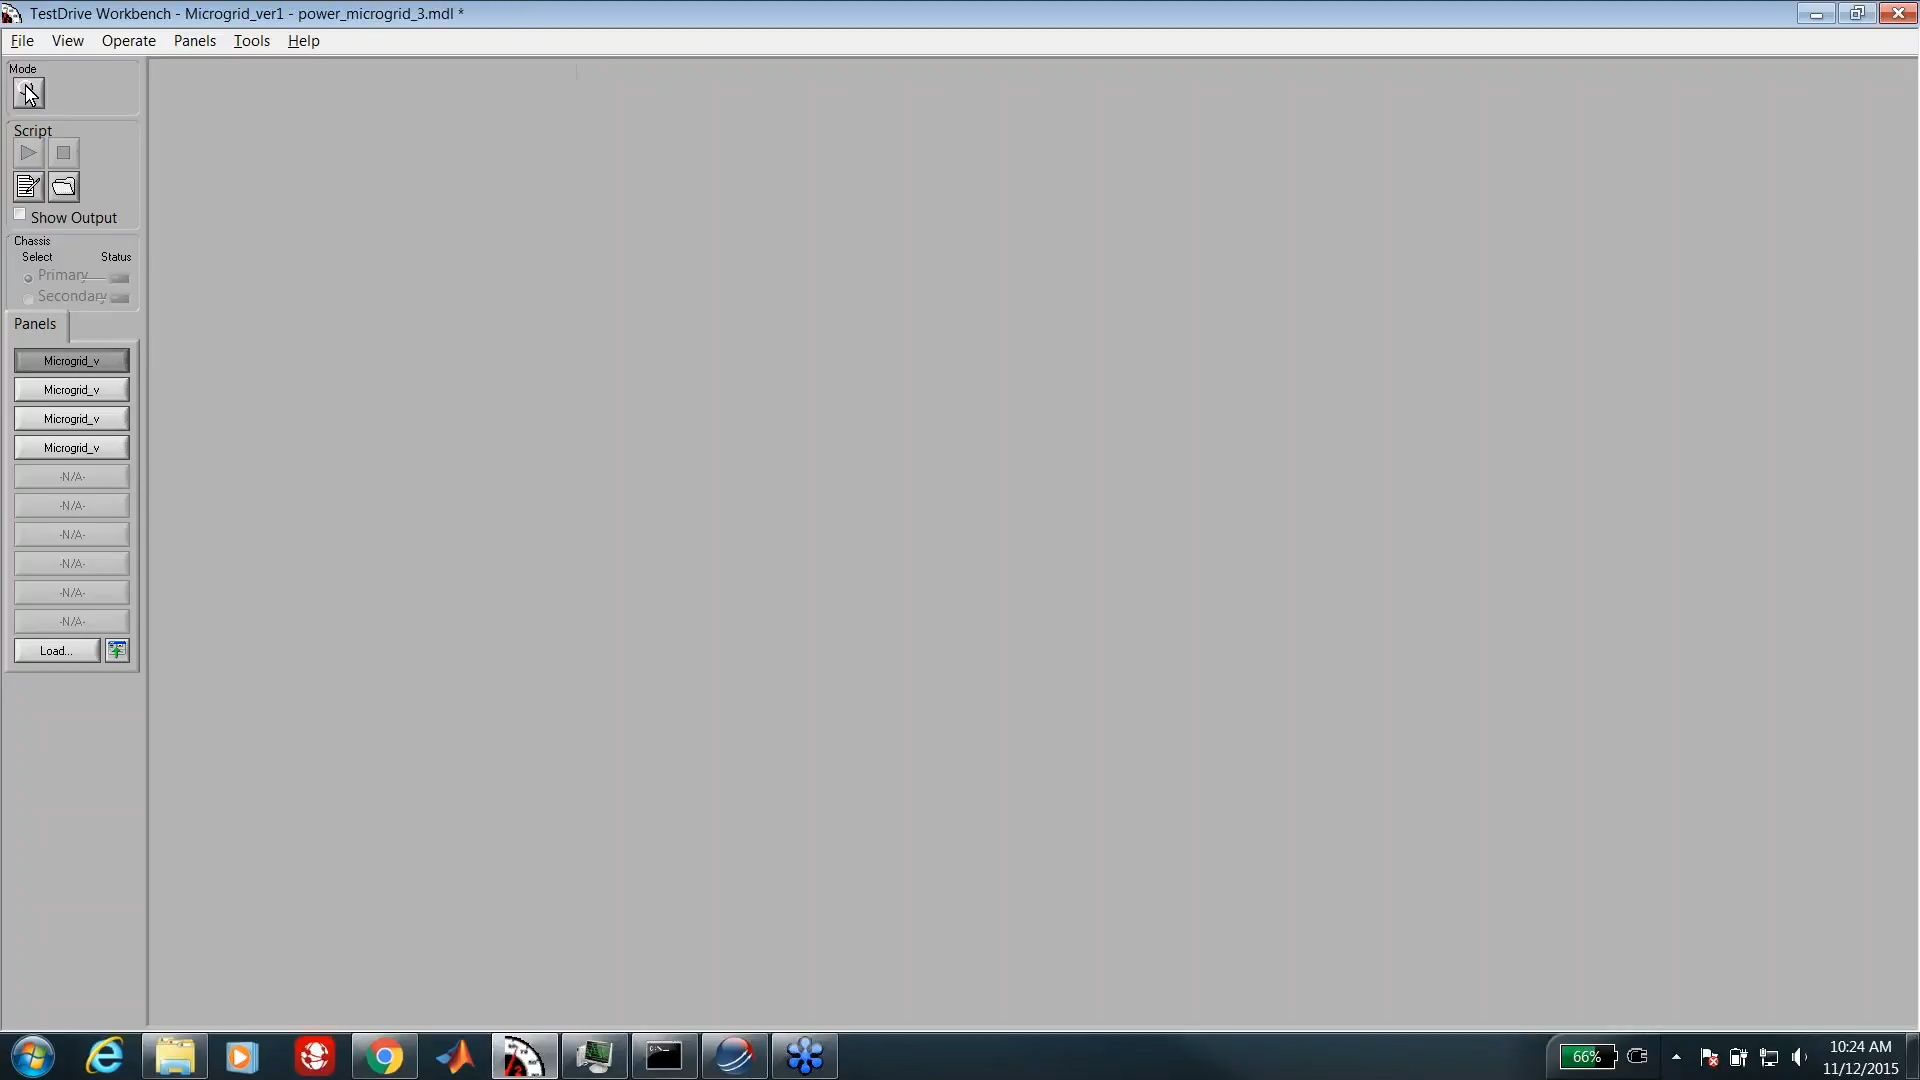 TestDrive Workbench - Microgrid_ver1 - power_microgrid_3.mdl *
File View Operate Panels Tools Help
Mode
Script
Show Output
Chassis
Select Status
Primary
Secondary
Panels
Microgrid_v
Microgrid_v
Microgrid_v
Microgrid_v
-N/A-
-N/A-
-N/A-
-N/A-
-N/A-
-N/A-
Load...
66%
10:24 AM
11/12/2015